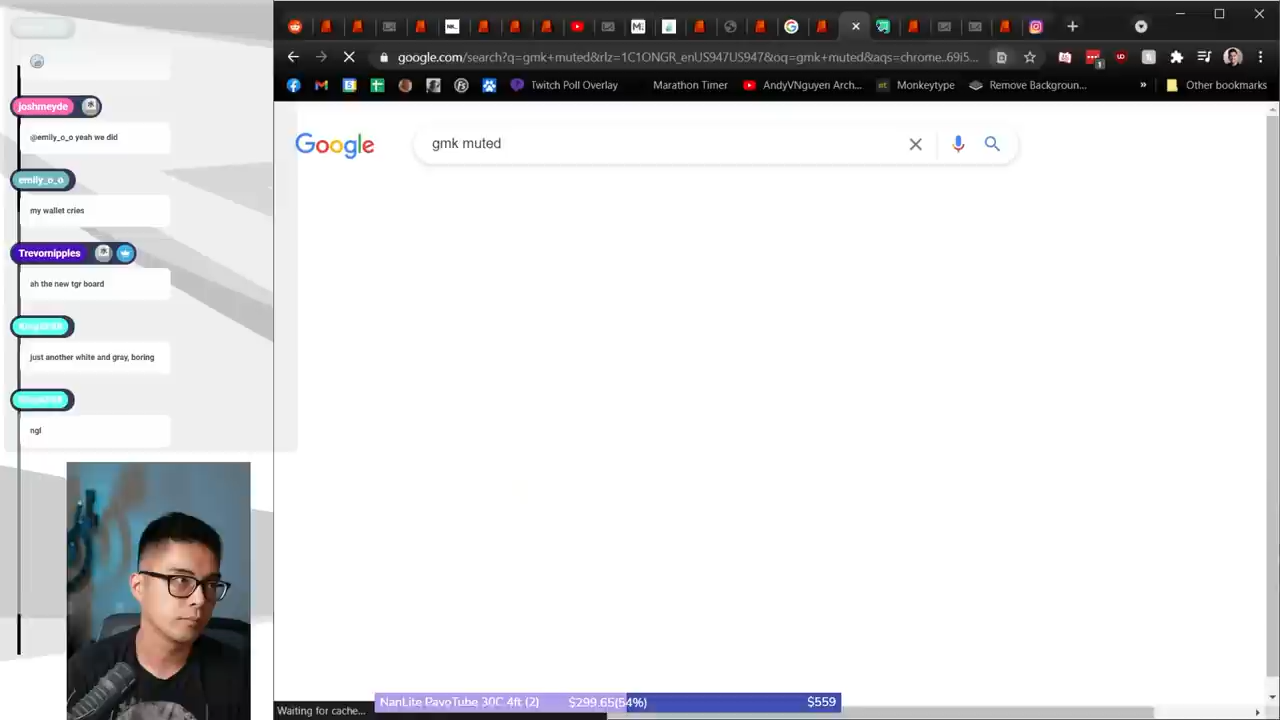 google.com/search?q=gmk+muted&rlz=1C1ONGR_enUS947US947&oq=gmk+muted&aqs=chrome..69i5...
Twitch Poll Overlay
Marathon Timer
AndyVNguyen Arch...
Monkeytype
Remove Backgroun...
»
Other bookmarks
Google
gmk muted
joshmeyde
@emily_o_o yeah we did
emily_o_o
my wallet cries
Trevornipples
ah the new tgr board
just another white and gray, boring
ngl
NanLite PavoTube 30C 4ft (2)
$299.65(54%)
$559
Waiting for cache...